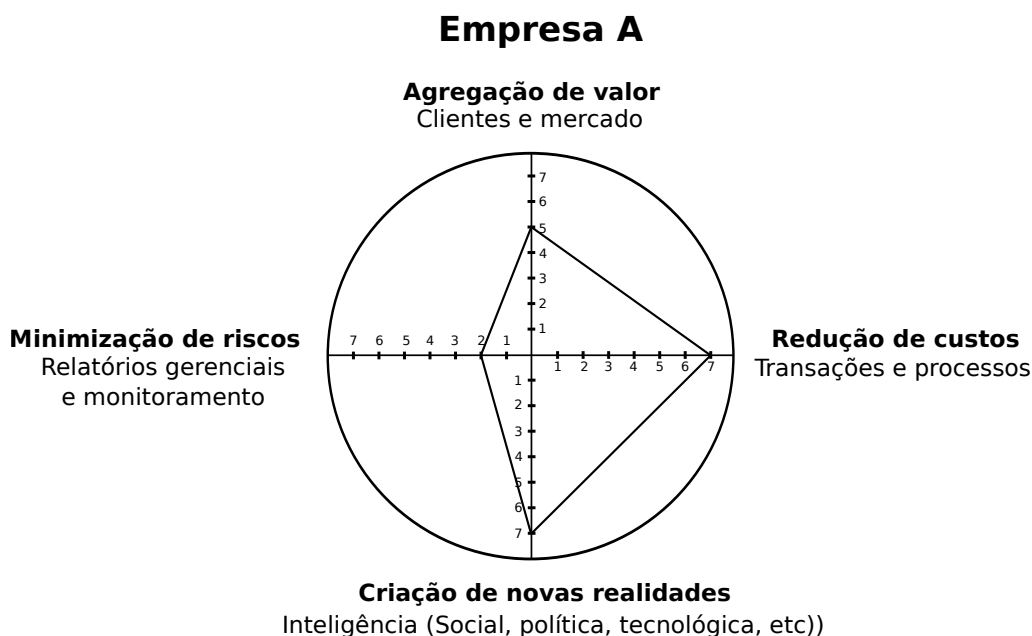 Empresa A
Agregação de valor
Clientes e mercado
7
6
5
4
3
2
1
Minimização de riscos
Relatórios gerenciais
e monitoramento
7 6 5 4 3 2 1
1 2 3 4 5 6 7
Redução de custos
Transações e processos
1
2
3
4
5
6
7
Criação de novas realidades
Inteligência (Social, política, tecnológica, etc))